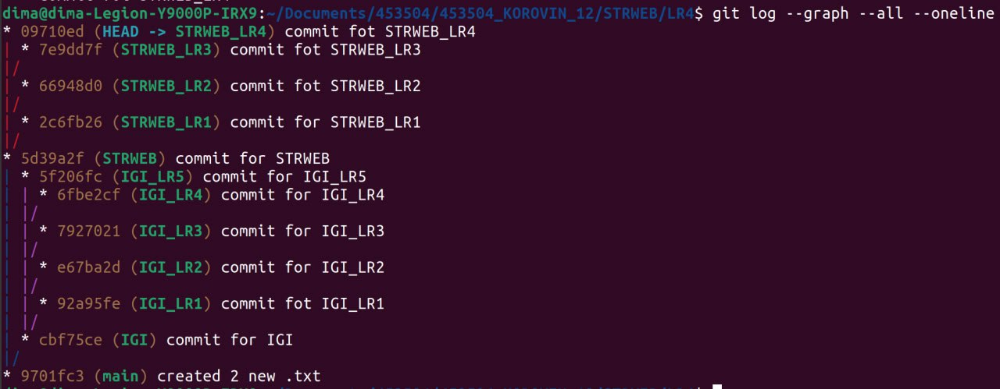 dima@dima-Legion-Y9000P-IRX9:~/Documents/453504/453504_KOROVIN_12/STRWEB/LR4$ git log --graph --all --oneline
* 09710ed (HEAD -> STRWEB_LR4) commit fot STRWEB_LR4
| * 7e9dd7f (STRWEB_LR3) commit fot STRWEB_LR3
|/
| * 66948d0 (STRWEB_LR2) commit fot STRWEB_LR2
|/
| * 2c6fb26 (STRWEB_LR1) commit for STRWEB_LR1
|/
* 5d39a2f (STRWEB) commit for STRWEB
| * 5f206fc (IGI_LR5) commit for IGI_LR5
| | * 6fbe2cf (IGI_LR4) commit for IGI_LR4
| |/
| | * 7927021 (IGI_LR3) commit for IGI_LR3
| |/
| | * e67ba2d (IGI_LR2) commit for IGI_LR2
| |/
| | * 92a95fe (IGI_LR1) commit fot IGI_LR1
| |/
| * cbf75ce (IGI) commit for IGI
|/
* 9701fc3 (main) created 2 new .txt